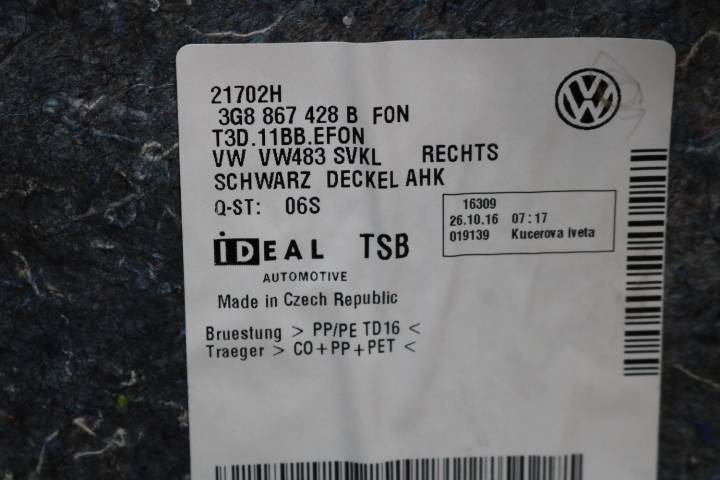 21702H
3G8 867 428 B FON
T3D.11BB.EFON
VW VW483 SVKL RECHTS
SCHWARZ DECKEL AHK
Q-ST: 06S
16309
26.10.16 07:17
019139 Kucerova Iveta
iDEAL TSB
AUTOMOTIVE
Made in Czech Republic
Bruestung > PP/PE TD16 <
Traeger > CO+PP+PET <